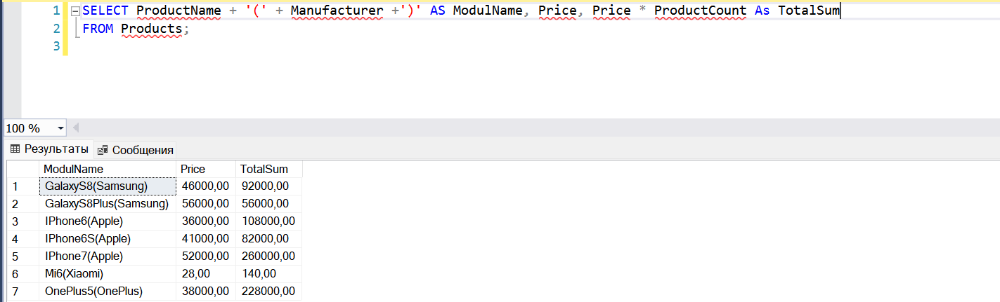 1 SELECT ProductName + '(' + Manufacturer +')' AS ModulName, Price, Price * ProductCount As TotalSum
2 FROM Products;
3
100 %
Результаты Сообщения
ModulName Price TotalSum
1 GalaxyS8(Samsung) 46000,00 92000,00
2 GalaxyS8Plus(Samsung) 56000,00 56000,00
3 IPhone6(Apple) 36000,00 108000,00
4 IPhone6S(Apple) 41000,00 82000,00
5 IPhone7(Apple) 52000,00 260000,00
6 Mi6(Xiaomi) 28,00 140,00
7 OnePlus5(OnePlus) 38000,00 228000,00